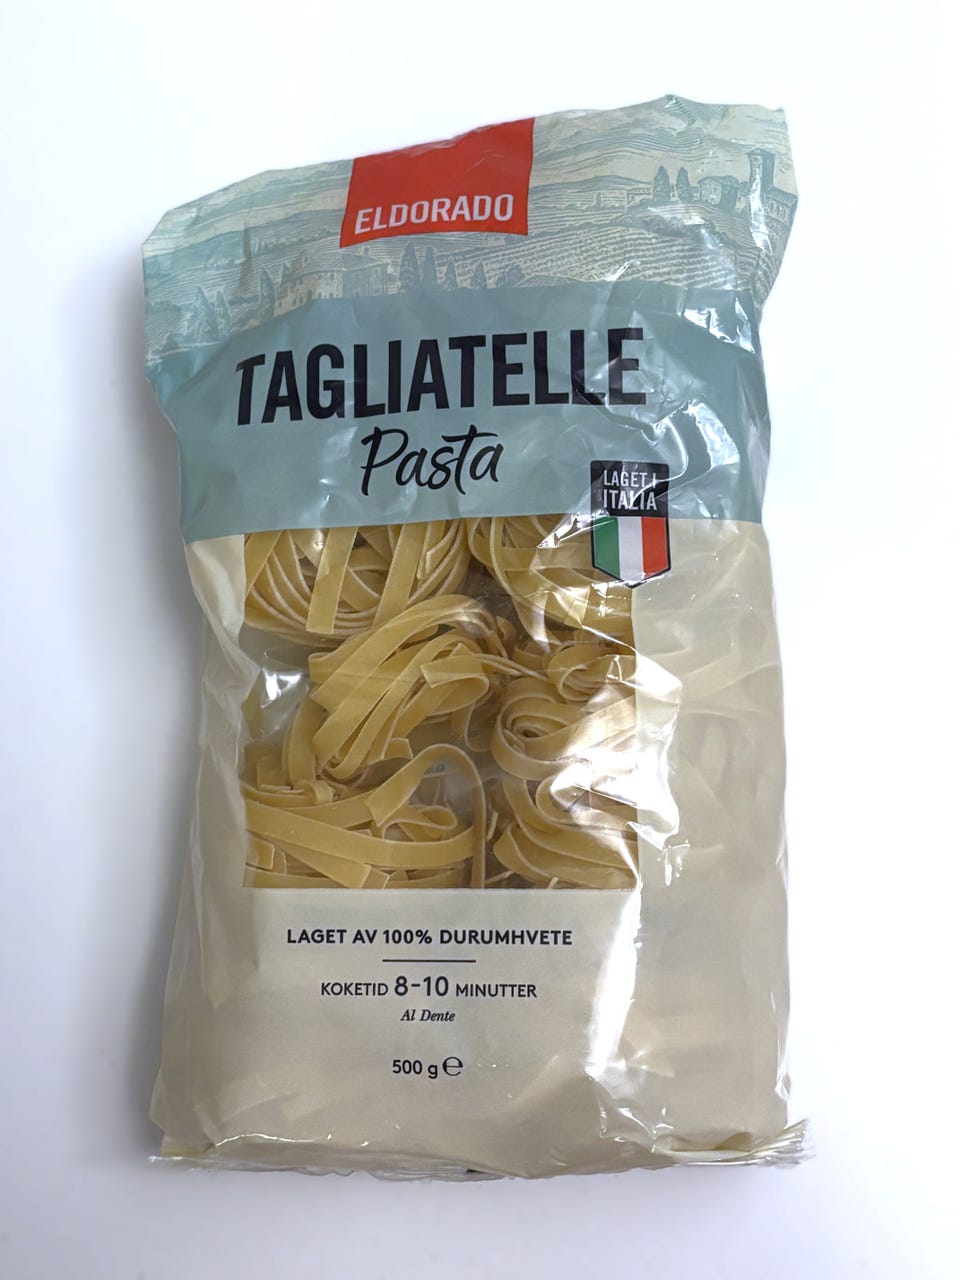 ELDORADO
TAGLIATELLE
Pasta
LAGET I
ITALIA
LAGET AV 100% DURUMHVETE
KOKETID 8-10 MINUTTER
Al Dente
500 g ℮